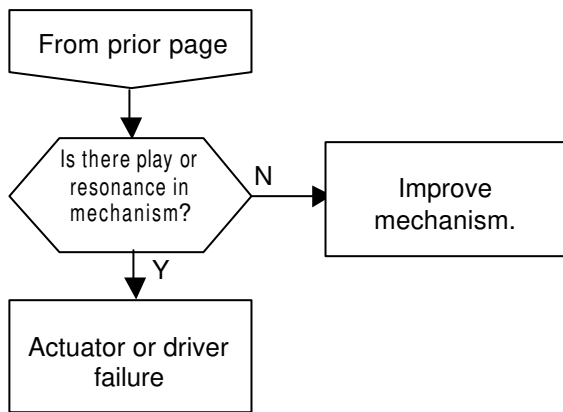 From prior page
Is there play or
resonance in
mechanism?
N
Improve
mechanism.
Y
Actuator or driver
failure